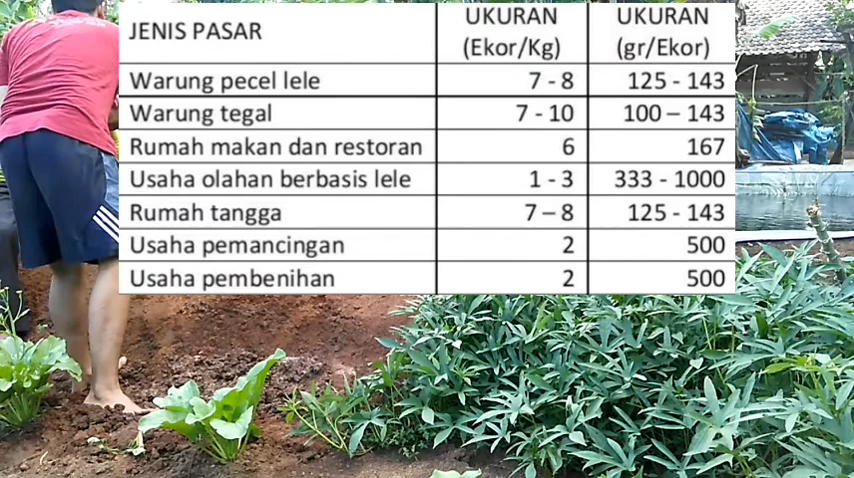 JENIS PASAR UKURAN (Ekor/Kg) UKURAN (gr/Ekor)
Warung pecel lele 7 - 8 125 - 143
Warung tegal 7 - 10 100 – 143
Rumah makan dan restoran 6 167
Usaha olahan berbasis lele 1 - 3 333 - 1000
Rumah tangga 7 – 8 125 - 143
Usaha pemancingan 2 500
Usaha pembenihan 2 500